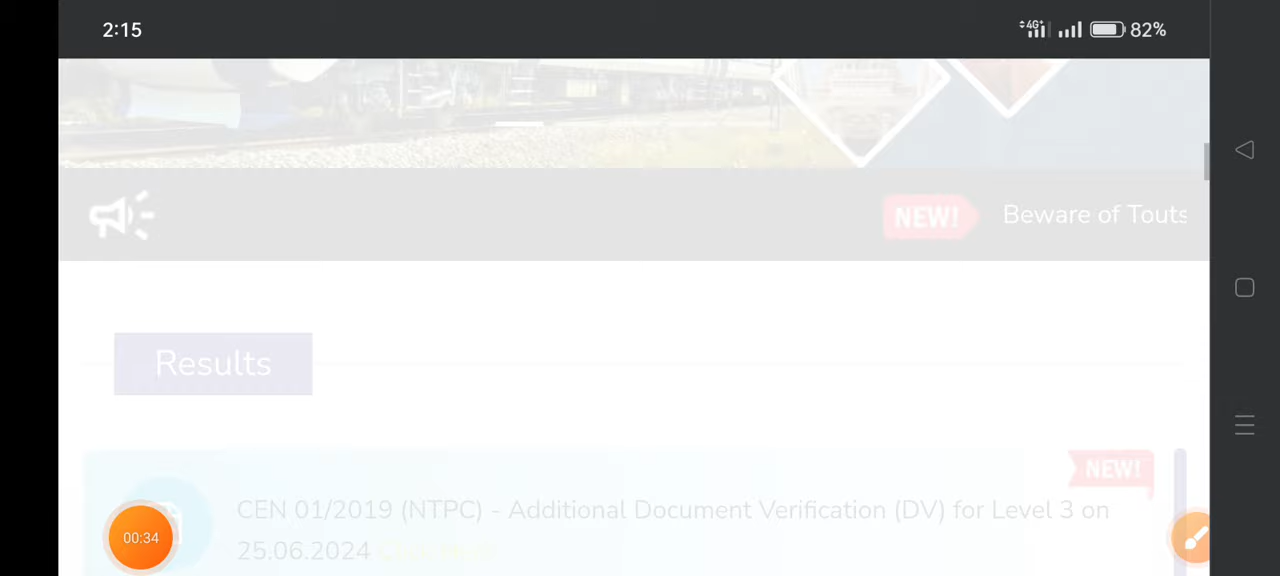 2:15
4G+
82%
NEW!
Beware of Touts
Results
NEW!
CEN 01/2019 (NTPC) - Additional Document Verification (DV) for Level 3 on
25.06.2024
00:34